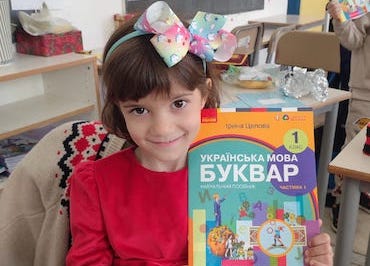 Ірина Цепова
1
КЛАС
УКРАЇНСЬКА МОВА
БУКВАР
НАВЧАЛЬНИЙ ПОСІБНИК
ЧАСТИНА 1